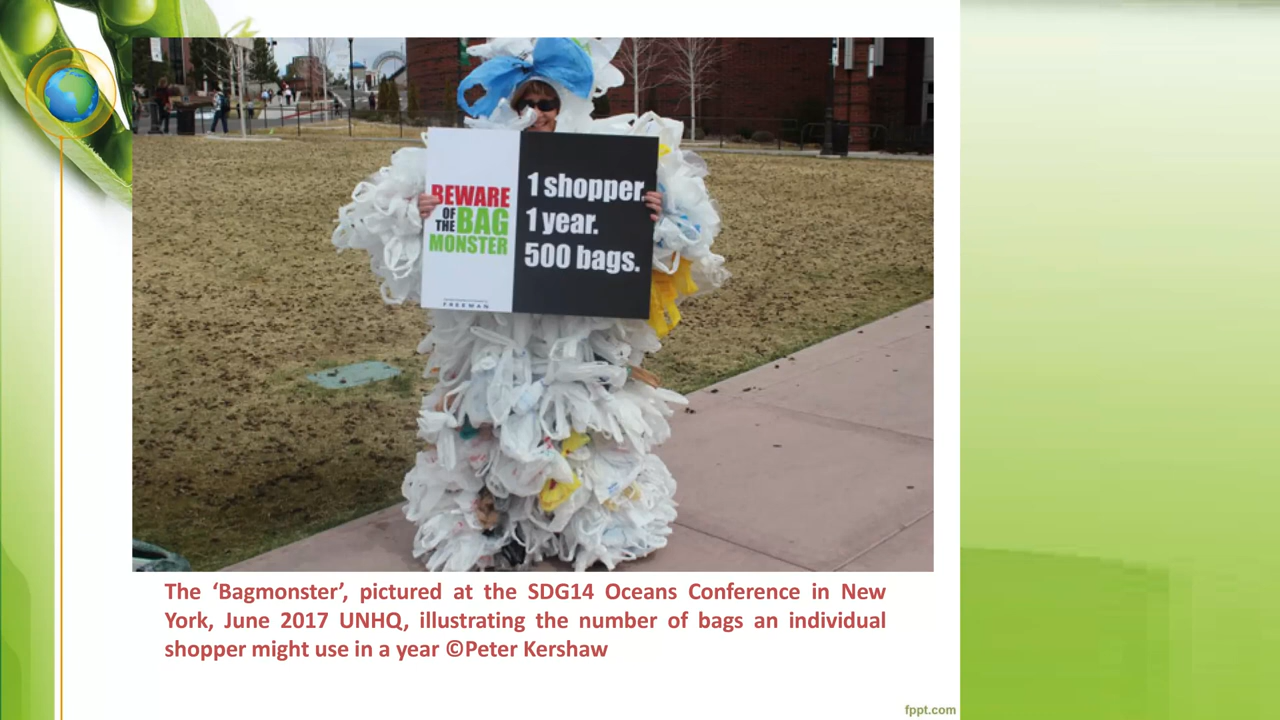 BEWARE
OF THE BAG
MONSTER
FREEMAN
1 shopper.
1 year.
500 bags.
The ‘Bagmonster’, pictured at the SDG14 Oceans Conference in New
York, June 2017 UNHQ, illustrating the number of bags an individual
shopper might use in a year ©Peter Kershaw
fppt.com